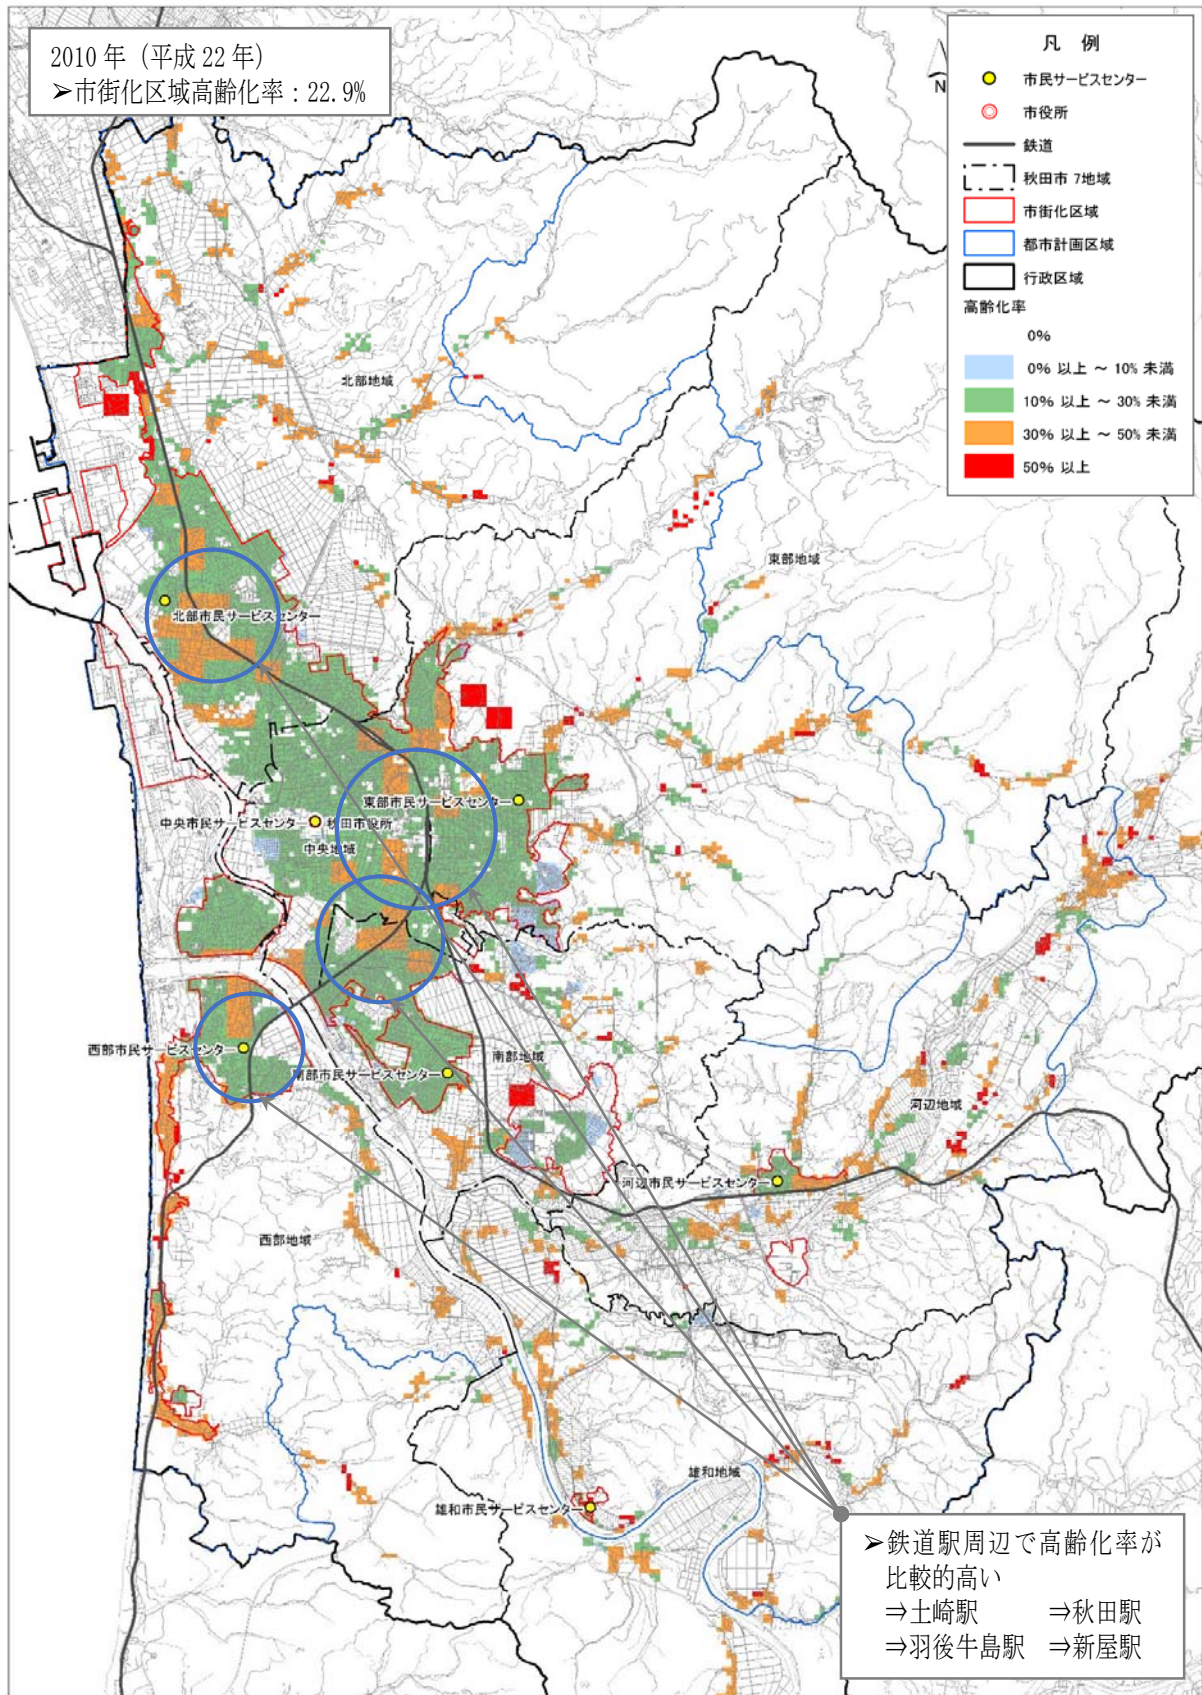 2010 年（平成 22 年）
➢市街化区域高齢化率：22.9%
凡 例
市民サービスセンター
市役所
鉄道
秋田市 7地域
市街化区域
都市計画区域
行政区域
高齢化率
0%
0% 以上 ～ 10% 未満
10% 以上 ～ 30% 未満
30% 以上 ～ 50% 未満
50% 以上
N
北部地域
東部地域
北部市民サービスセンター
東部市民サービスセンター
中央市民サービスセンター
秋田市役所
中央地域
西部市民サービスセンター
南部市民サービスセンター
南部地域
河辺地域
河辺市民サービスセンター
西部地域
雄和地域
雄和市民サービスセンター
➢鉄道駅周辺で高齢化率が
比較的高い
⇒土崎駅 ⇒秋田駅
⇒羽後牛島駅 ⇒新屋駅